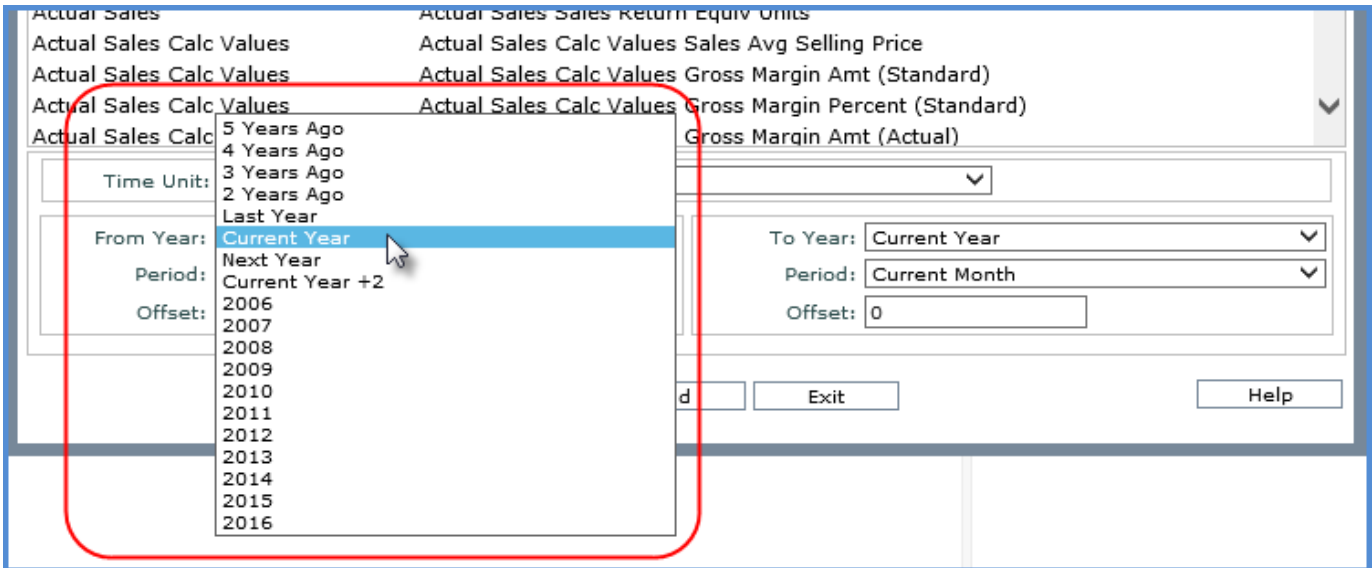 Actual Sales Actual Sales Sales Return Equiv Units
Actual Sales Calc Values Actual Sales Calc Values Sales Avg Selling Price
Actual Sales Calc Values Actual Sales Calc Values Gross Margin Amt (Standard)
Actual Sales Calc Values Actual Sales Calc Values Gross Margin Percent (Standard)
Actual Sales Calc Gross Margin Amt (Actual)
Time Unit:
From Year:
Period:
Offset:
5 Years Ago
4 Years Ago
3 Years Ago
2 Years Ago
Last Year
Current Year
Next Year
Current Year +2
2006
2007
2008
2009
2010
2011
2012
2013
2014
2015
2016
To Year: Current Year
Period: Current Month
Offset: 0
d Exit Help